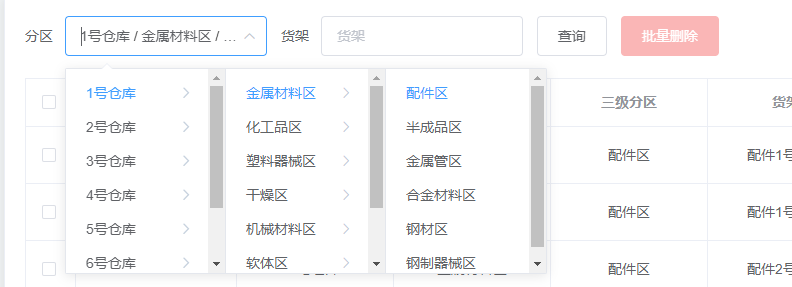 分区 1号仓库 / 金属材料区 / ... 货架 货架 查询 批量删除
1号仓库 金属材料区 配件区 三级分区 货架
2号仓库 化工品区 半成品区
3号仓库 塑料器械区 金属管区 配件区 配件1号
4号仓库 干燥区 合金材料区
5号仓库 机械材料区 钢材区 配件区 配件1号
6号仓库 软体区 钢制器械区 配件区 配件2号